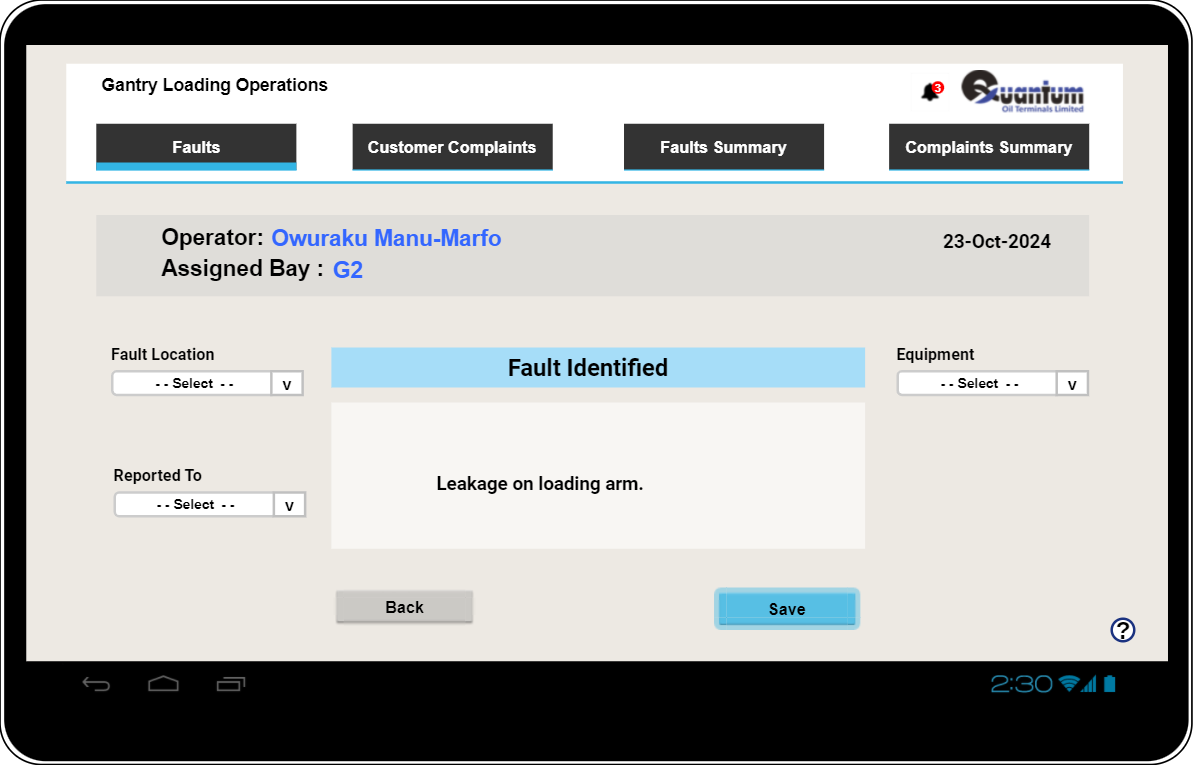 Gantry Loading Operations
3
Quantum
Oil Terminals Limited
Faults
Customer Complaints
Faults Summary
Complaints Summary
Operator: Owuraku Manu-Marfo
23-Oct-2024
Assigned Bay : G2
Fault Location
Fault Identified
Equipment
- - Select - -
v
- - Select - -
v
Reported To
Leakage on loading arm.
- - Select - -
v
Back
Save
?
2:30